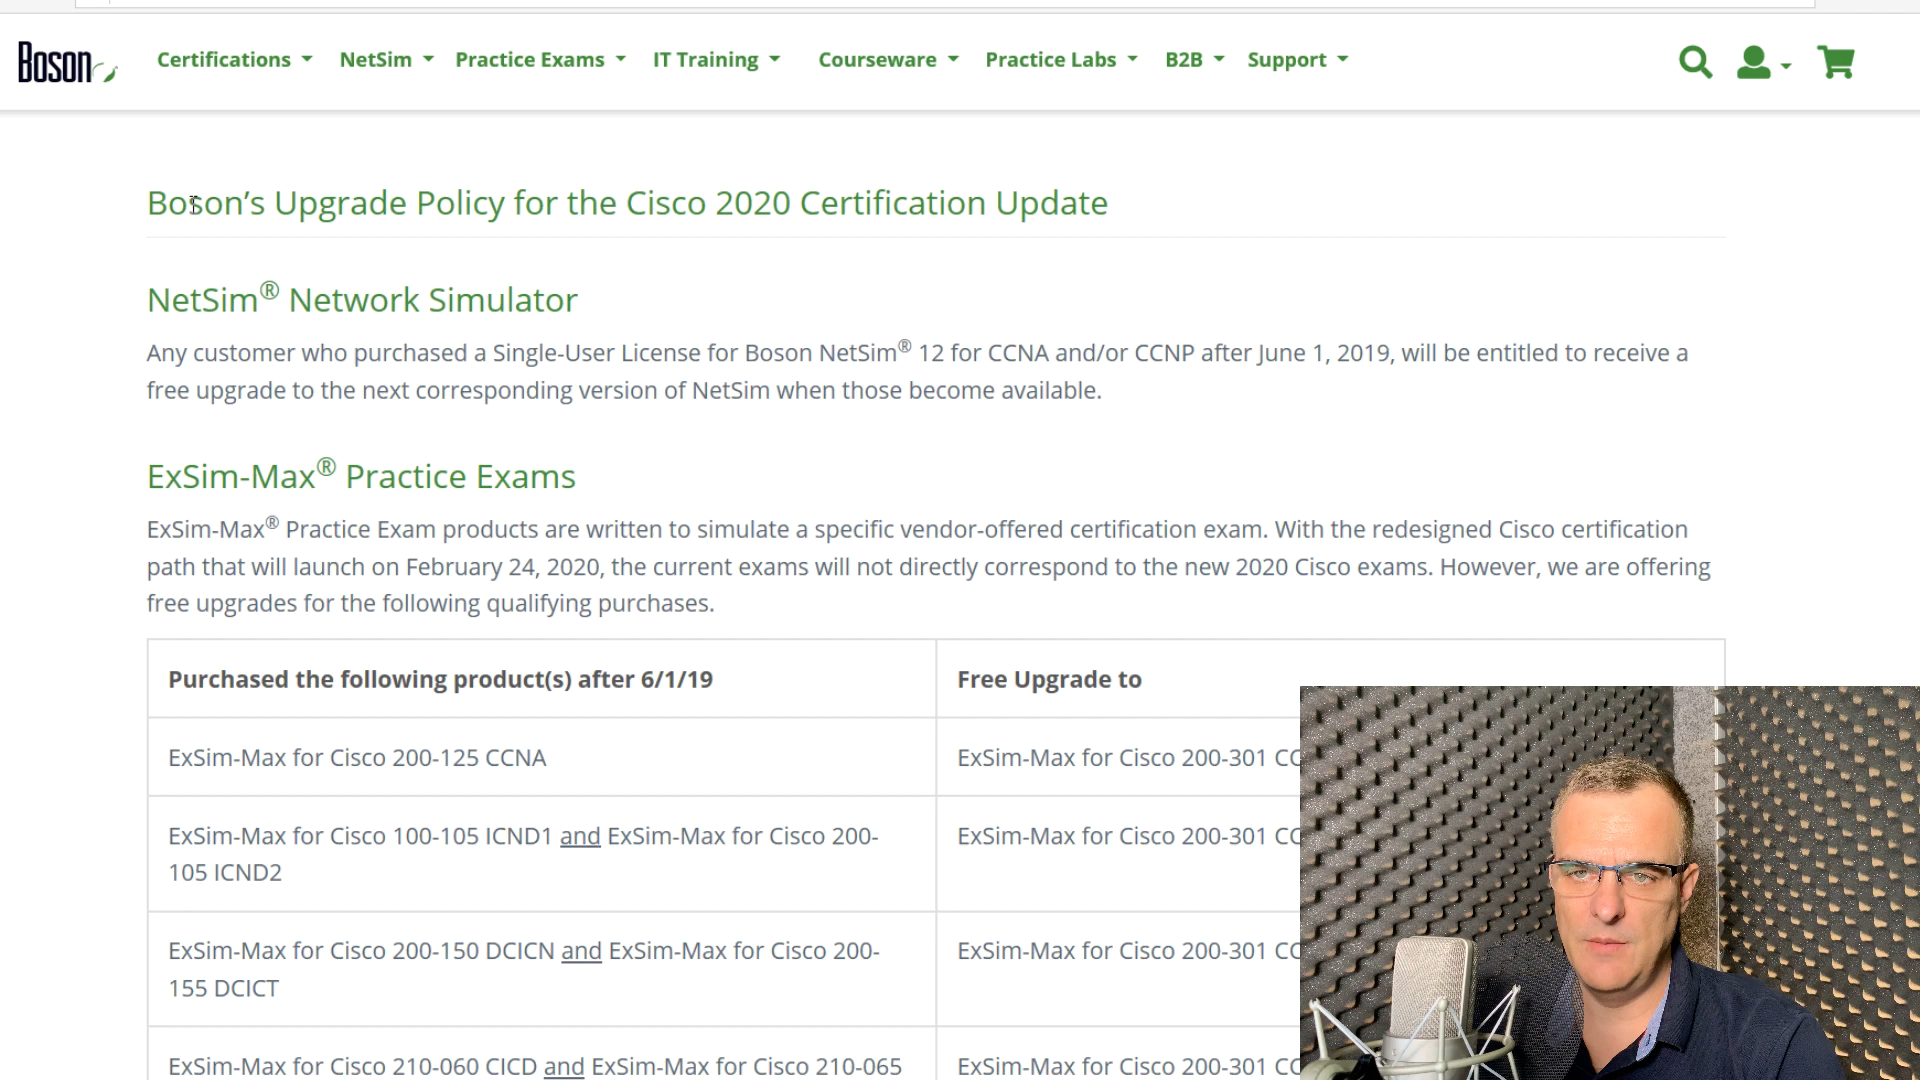 Boson
Certifications NetSim Practice Exams IT Training Courseware Practice Labs B2B Support
Boson’s Upgrade Policy for the Cisco 2020 Certification Update
NetSim® Network Simulator
Any customer who purchased a Single-User License for Boson NetSim® 12 for CCNA and/or CCNP after June 1, 2019, will be entitled to receive a
free upgrade to the next corresponding version of NetSim when those become available.
ExSim-Max® Practice Exams
ExSim-Max® Practice Exam products are written to simulate a specific vendor-offered certification exam. With the redesigned Cisco certification
path that will launch on February 24, 2020, the current exams will not directly correspond to the new 2020 Cisco exams. However, we are offering
free upgrades for the following qualifying purchases.
Purchased the following product(s) after 6/1/19
Free Upgrade to
ExSim-Max for Cisco 200-125 CCNA
ExSim-Max for Cisco 200-301
ExSim-Max for Cisco 100-105 ICND1 and ExSim-Max for Cisco 200-
105 ICND2
ExSim-Max for Cisco 200-301
ExSim-Max for Cisco 200-150 DCICN and ExSim-Max for Cisco 200-
155 DCICT
ExSim-Max for Cisco 200-301
ExSim-Max for Cisco 210-060 CICD and ExSim-Max for Cisco 210-065
ExSim-Max for Cisco 200-301